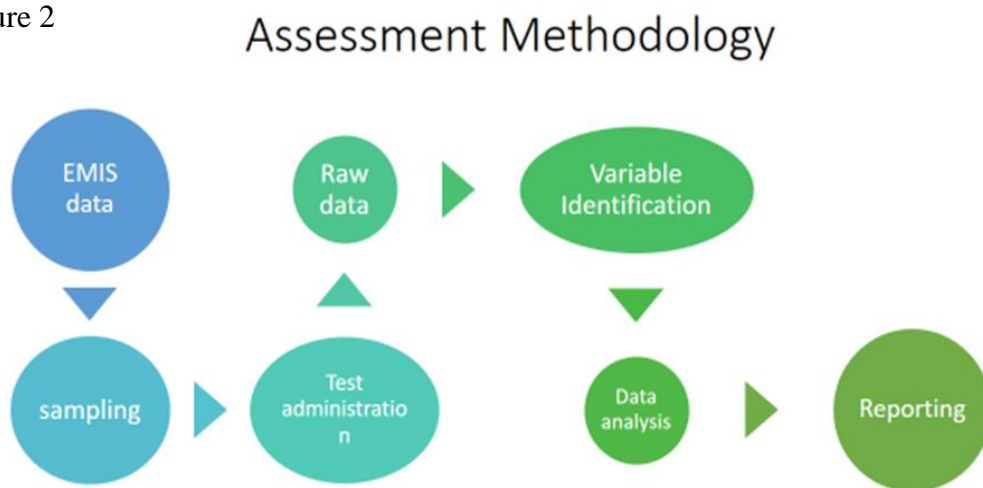 ure 2
Assessment Methodology
EMIS
data
sampling
Test
administratio
n
Raw
data
Variable
Identification
Data
analysis
Reporting